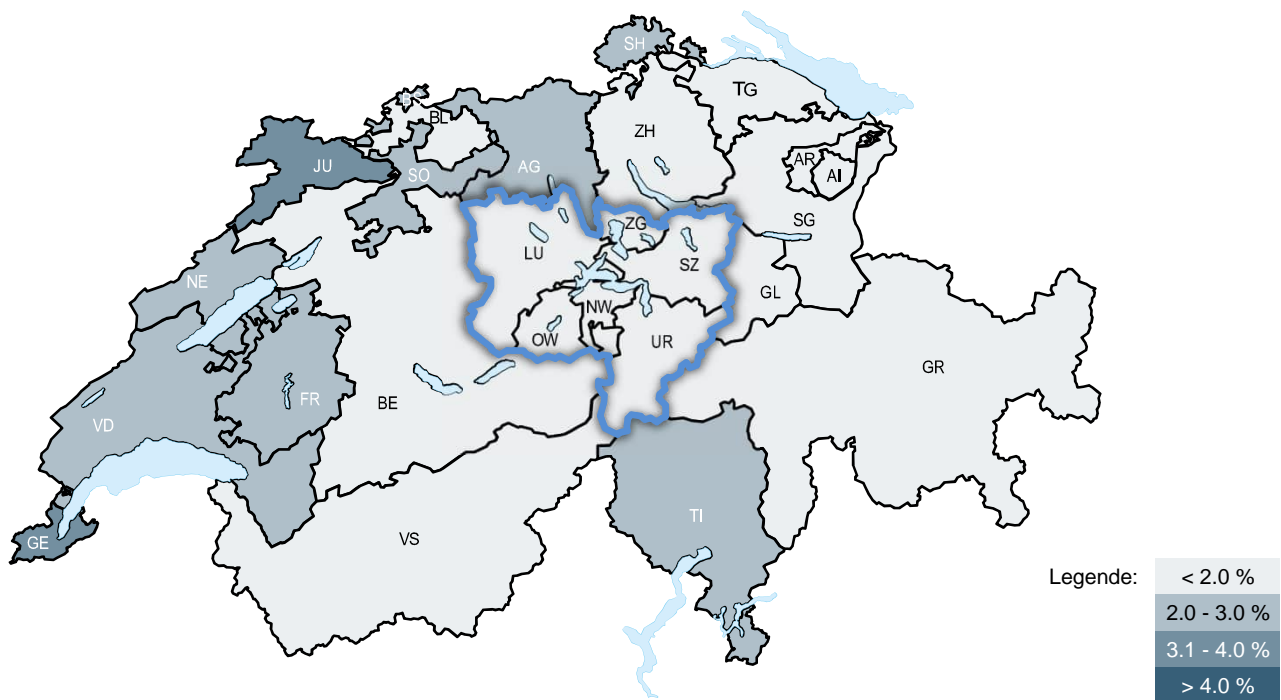 SH
TG
BL
ZH
AR
AI
JU
SO
AG
SG
ZG
LU
SZ
NE
GL
NW
OW
UR
GR
FR
BE
VD
TI
GE
VS
Legende:
< 2.0 %
2.0 - 3.0 %
3.1 - 4.0 %
> 4.0 %